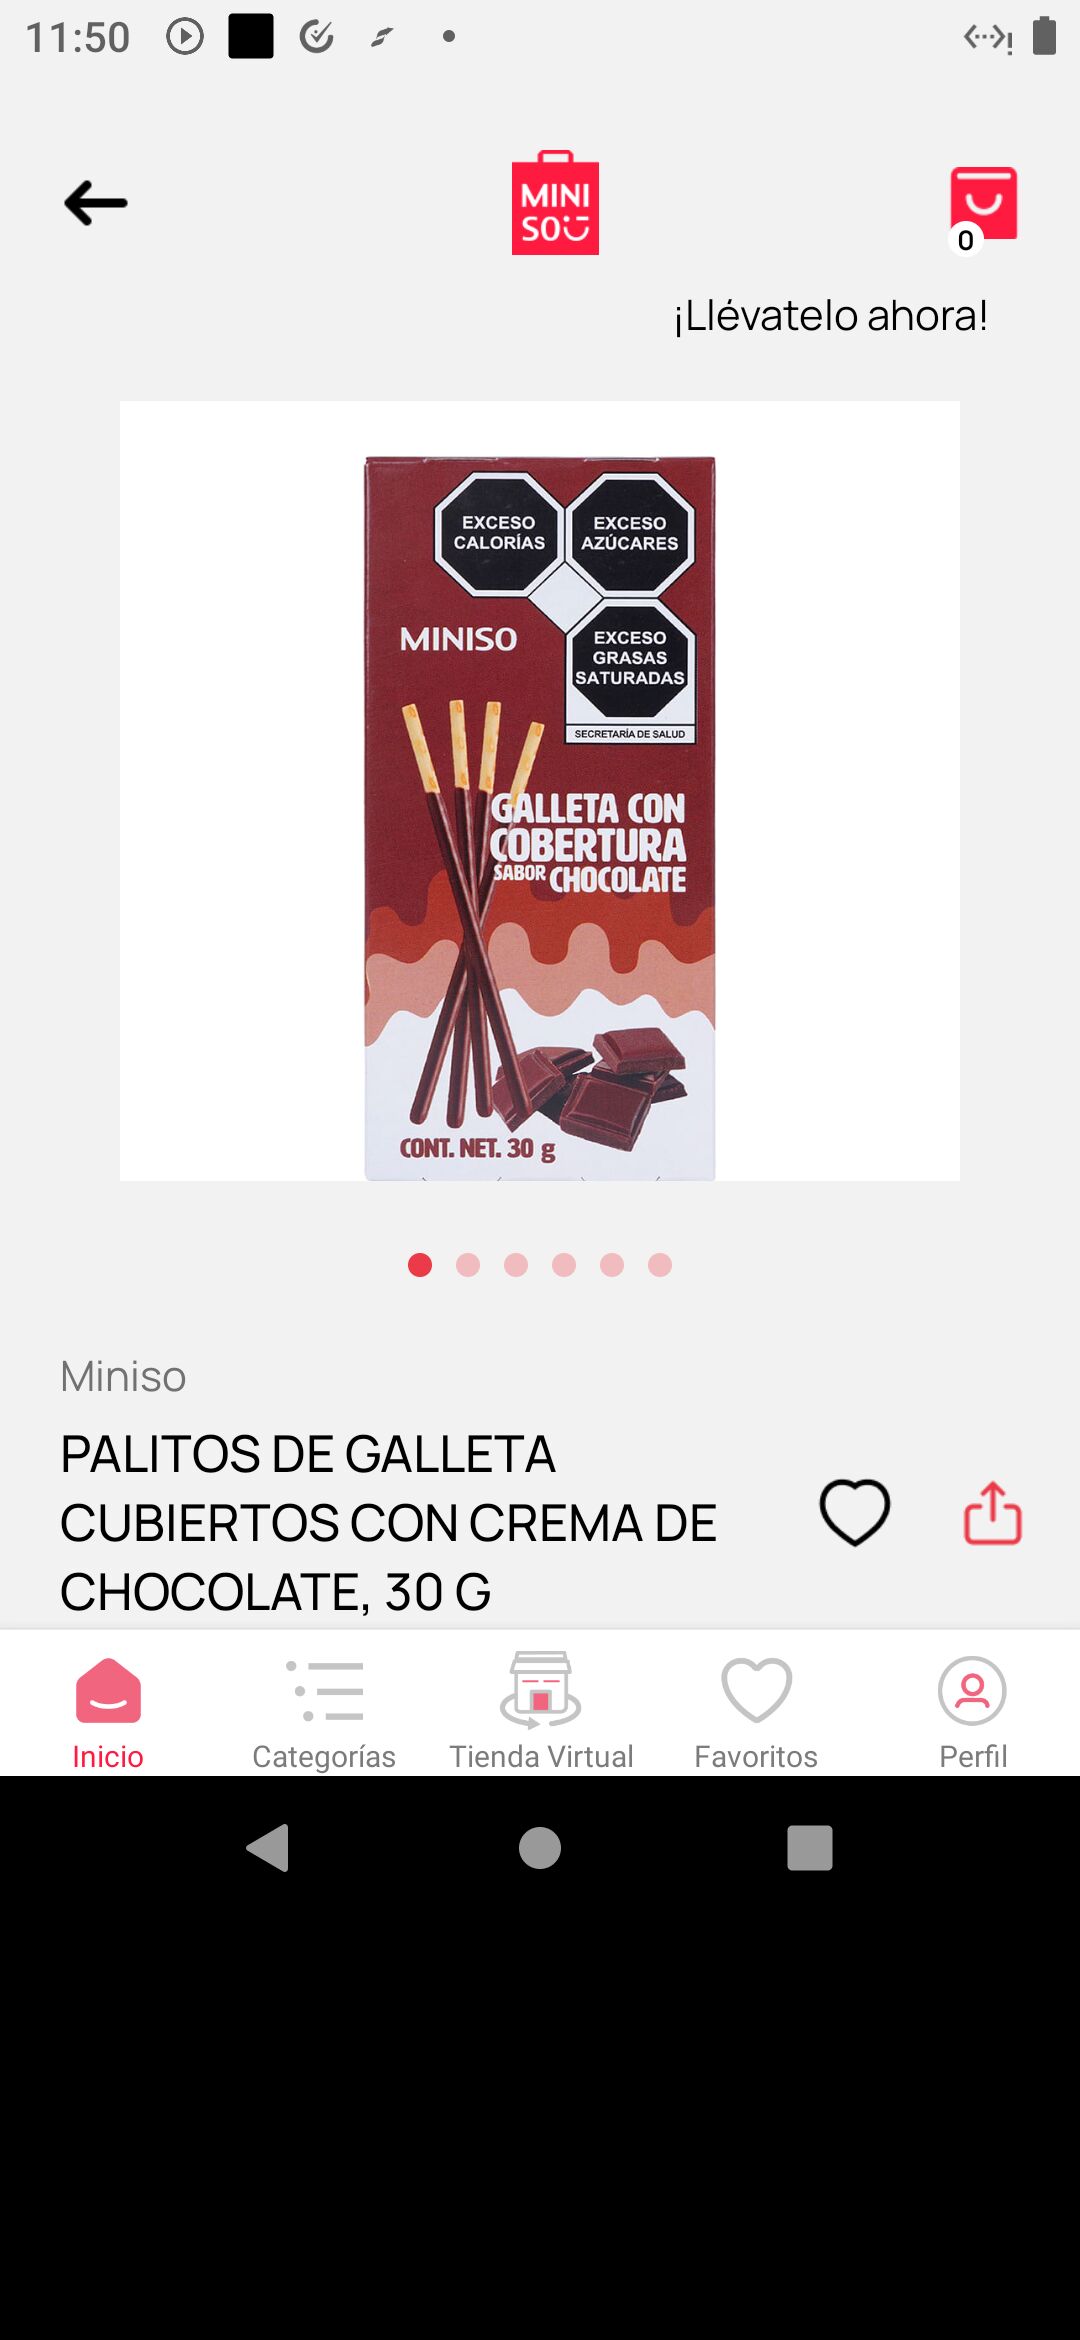 11:50
MINI
SO
0
¡Llévatelo ahora!
EXCESO
CALORÍAS
EXCESO
AZÚCARES
MINISO
EXCESO
GRASAS
SATURADAS
SECRETARÍA DE SALUD
GALLETA CON
COBERTURA
SABOR CHOCOLATE
CONT. NET. 30 g
Miniso
PALITOS DE GALLETA
CUBIERTOS CON CREMA DE
CHOCOLATE, 30 G
Inicio
Categorías
Tienda Virtual
Favoritos
Perfil